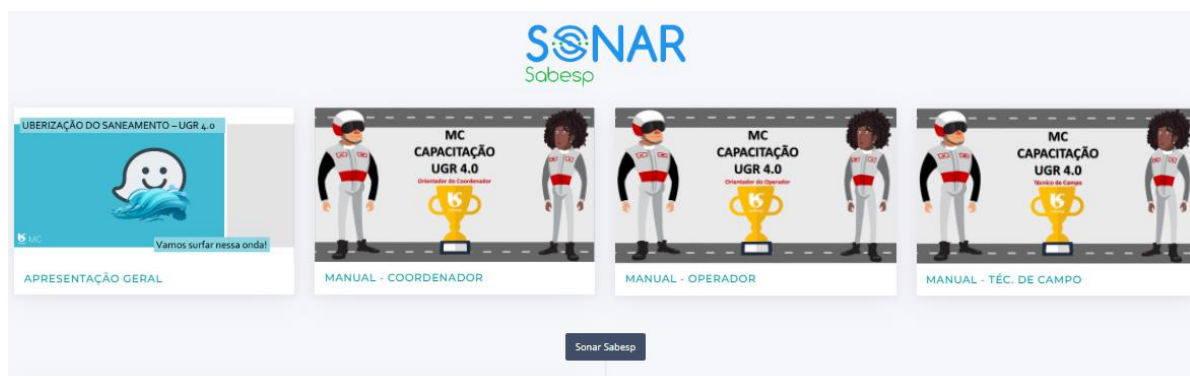 SONAR
Sabesp
UBERIZAÇÃO DO SANEAMENTO – UGR 4.0
MC
Vamos surfar nessa onda!
APRESENTAÇÃO GERAL
MC
CAPACITAÇÃO
UGR 4.0
Orientador do Coordenador
MANUAL - COORDENADOR
MC
CAPACITAÇÃO
UGR 4.0
Orientador do Operador
MANUAL - OPERADOR
MC
CAPACITAÇÃO
UGR 4.0
Técnico de Campo
MANUAL - TÉC. DE CAMPO
Sonar Sabesp